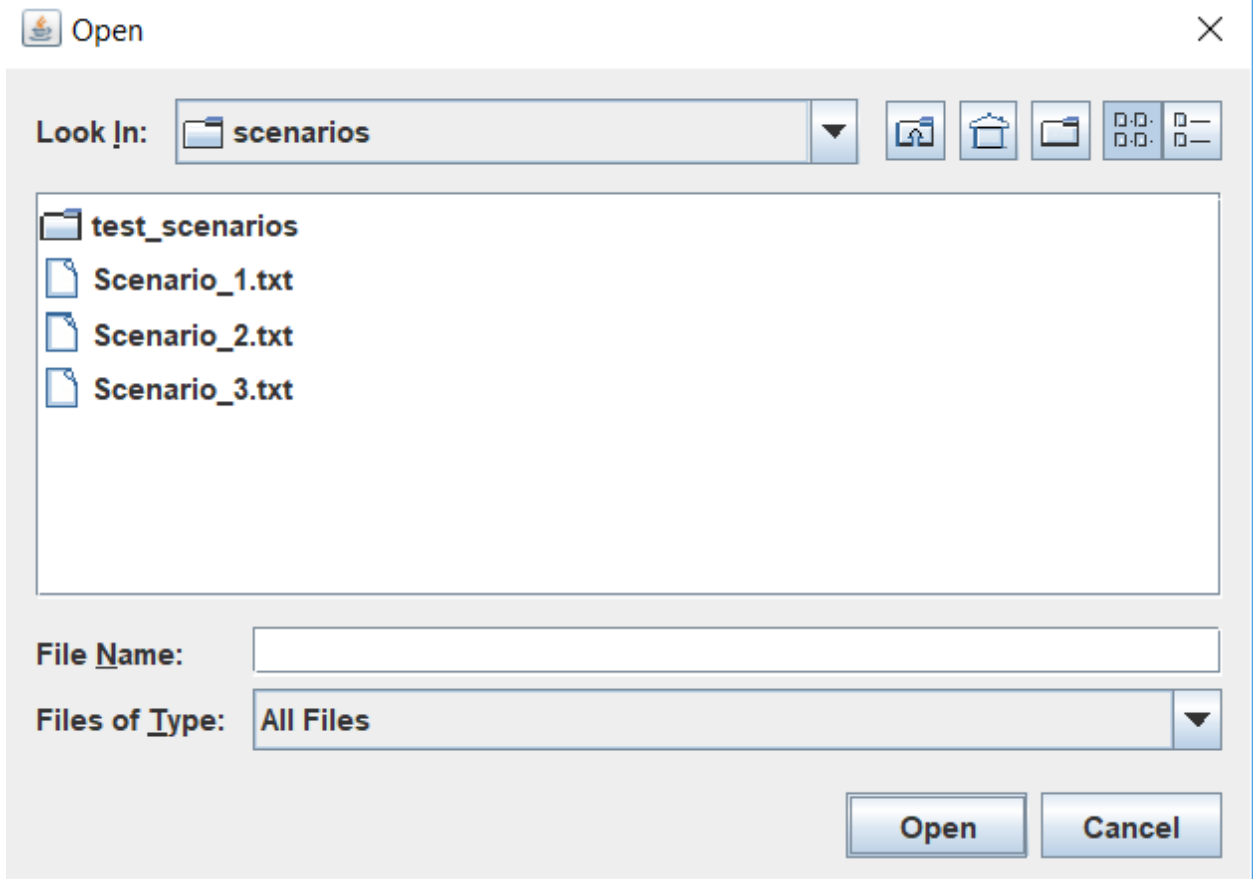 Open
Look In: scenarios
test_scenarios
Scenario_1.txt
Scenario_2.txt
Scenario_3.txt
File Name:
Files of Type: All Files
Open Cancel